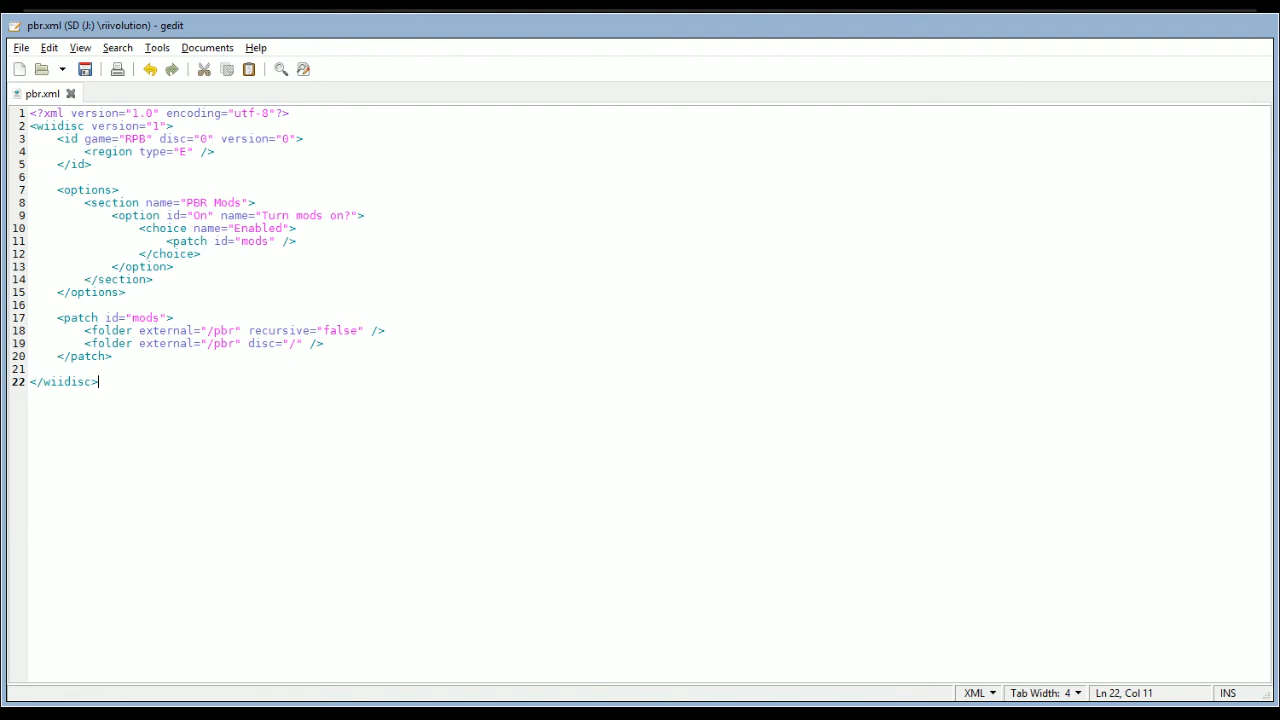 pbr.xml (SD (J:) \riivolution) - gedit
File Edit View Search Tools Documents Help
pbr.xml
1 <?xml version="1.0" encoding="utf-8"?>
2 <wiidisc version="1">
3     <id game="RPB" disc="0" version="0">
4         <region type="E" />
5     </id>
6
7     <options>
8         <section name="PBR Mods">
9             <option id="On" name="Turn mods on?">
10                 <choice name="Enabled">
11                     <patch id="mods" />
12                 </choice>
13             </option>
14         </section>
15     </options>
16
17     <patch id="mods">
18         <folder external="/pbr" recursive="false" />
19         <folder external="/pbr" disc="/" />
20     </patch>
21
22 </wiidisc>
XML Tab Width: 4 Ln 22, Col 11 INS